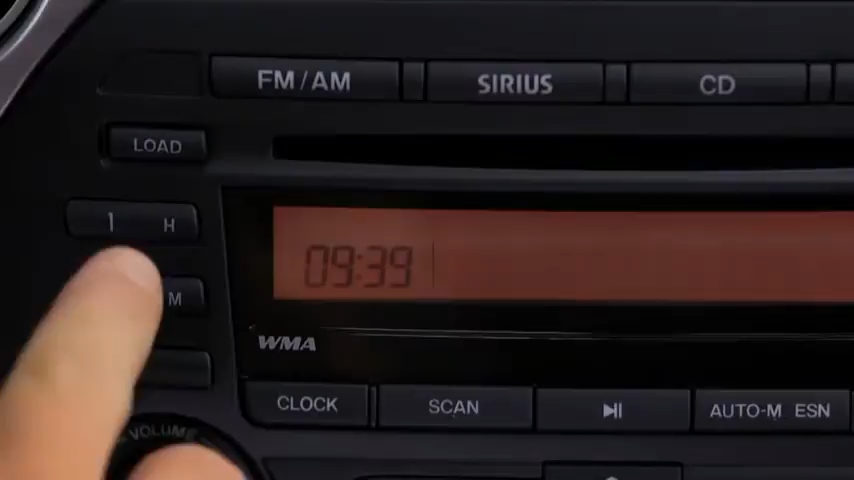 FM/AM SIRIUS CD
LOAD
1 H
09:39
M
WMA
CLOCK SCAN AUTO-M ESN
VOLUME